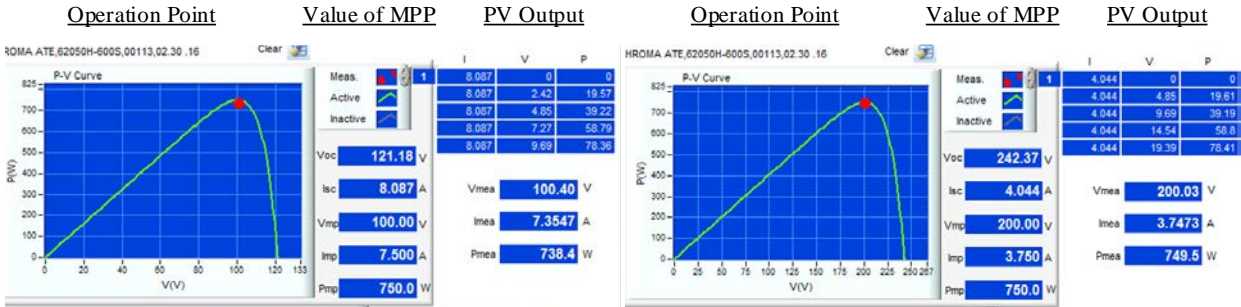 Operation Point Value of MPP PV Output
ROMA ATE,62050H-600S,00113,02.30 .16 Clear
P-V Curve
825
700
600
500
400
300
200
100
0
P(W)
0 20 40 60 80 100 120 133
V(V)
Meas.
Active
Inactive
1
Voc 121.18 V
Isc 8.087 A
Vmp 100.00 V
Imp 7.500 A
Pmp 750.0 W
I V P
8.087 0 0
8.087 2.42 19.57
8.087 4.85 39.22
8.087 7.27 58.79
8.087 9.69 78.36
Vmea 100.40 V
Imea 7.3547 A
Pmea 738.4 W
Operation Point Value of MPP PV Output
HROMA ATE,62050H-600S,00113,02.30 .16 Clear
P-V Curve
825
700
600
500
400
300
200
100
0
P(W)
0 25 50 75 100 125 150 175 200 225 250 267
V(V)
Meas.
Active
Inactive
1
Voc 242.37 V
Isc 4.044 A
Vmp 200.00 V
Imp 3.750 A
Pmp 750.0 W
I V P
4.044 0 0
4.044 4.85 19.61
4.044 9.69 39.19
4.044 14.54 58.8
4.044 19.39 78.41
Vmea 200.03 V
Imea 3.7473 A
Pmea 749.5 W